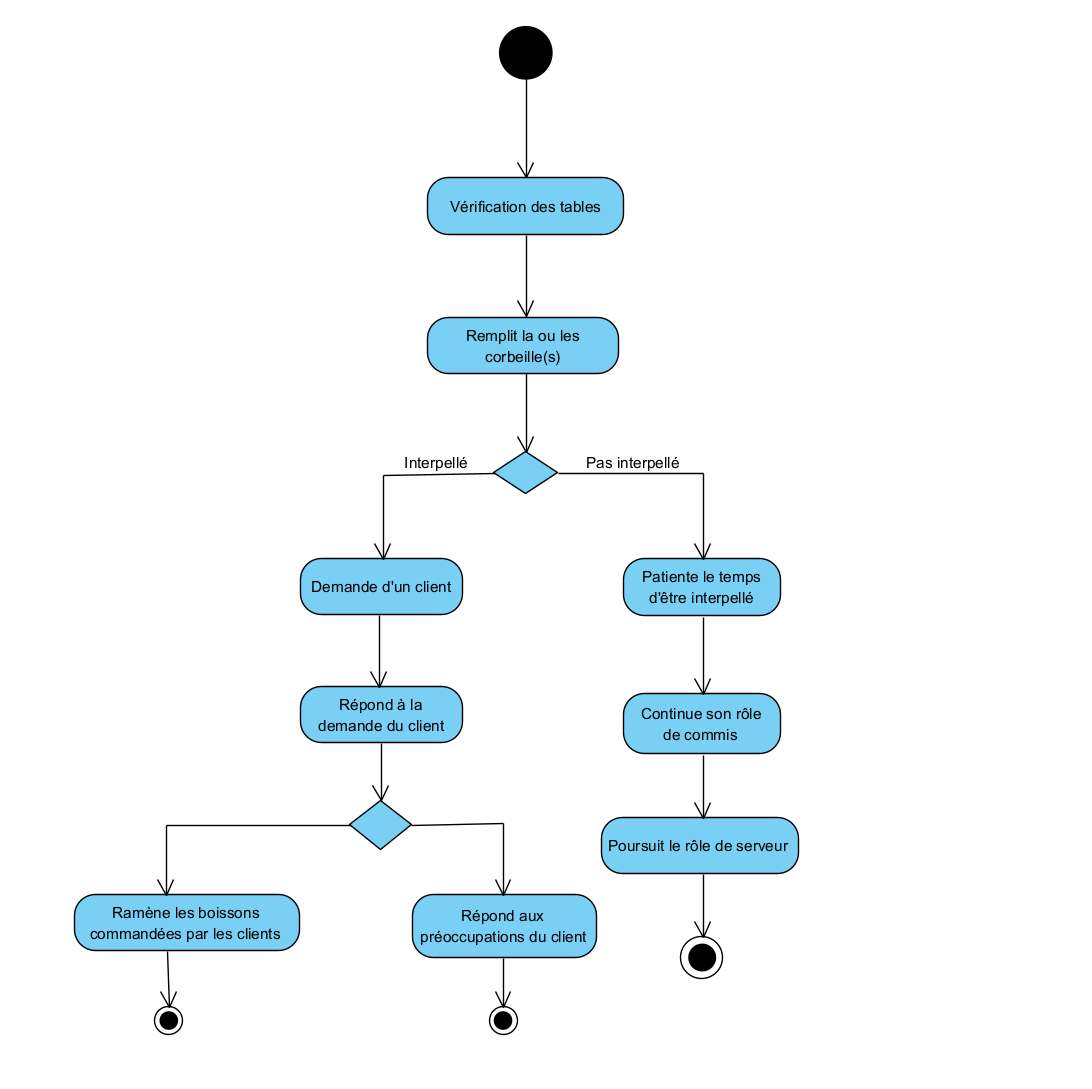 Vérification des tables
Remplit la ou les
corbeille(s)
Interpellé
Pas interpellé
Demande d'un client
Patiente le temps
d'être interpellé
Répond à la
demande du client
Continue son rôle
de commis
Poursuit le rôle de serveur
Ramène les boissons
commandées par les clients
Répond aux
préoccupations du client